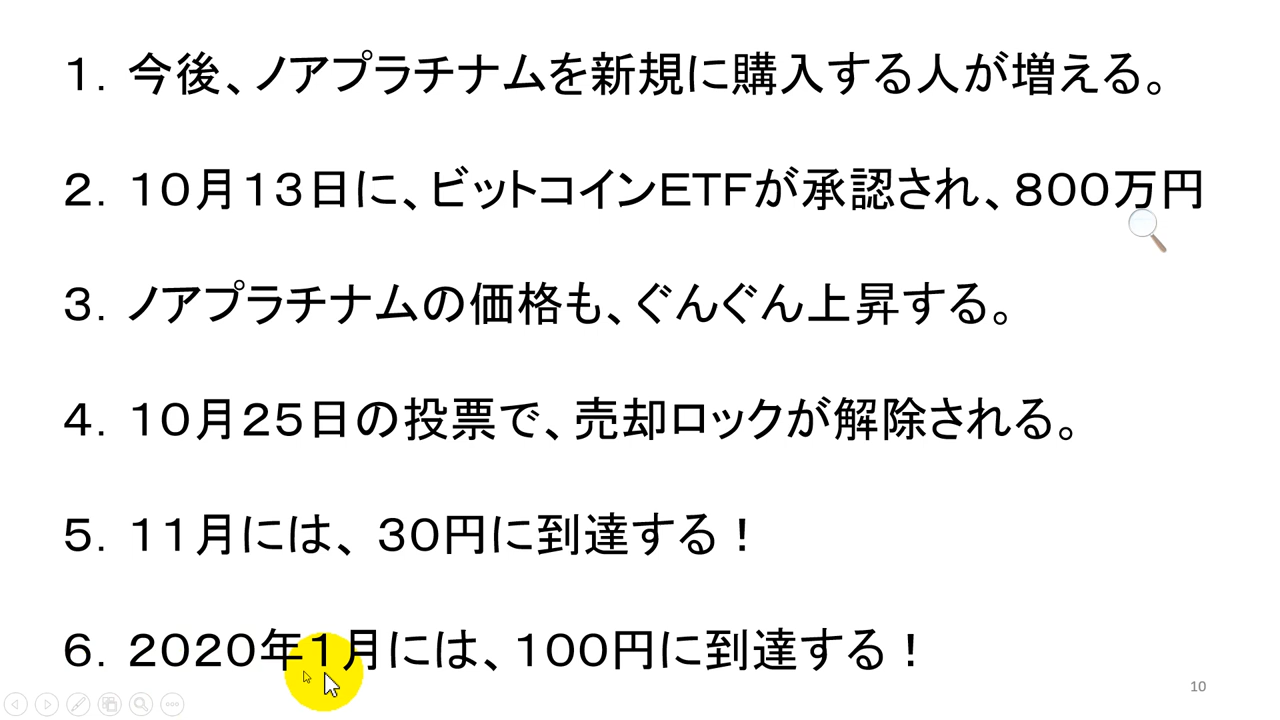 １．今後、ノアプラチナムを新規に購入する人が増える。
２．１０月１３日に、ビットコインＥＴＦが承認され、８００万円
３．ノアプラチナムの価格も、ぐんぐん上昇する。
４．１０月２５日の投票で、売却ロックが解除される。
５．１１月には、３０円に到達する！
６．２０２０年１月には、１００円に到達する！
10